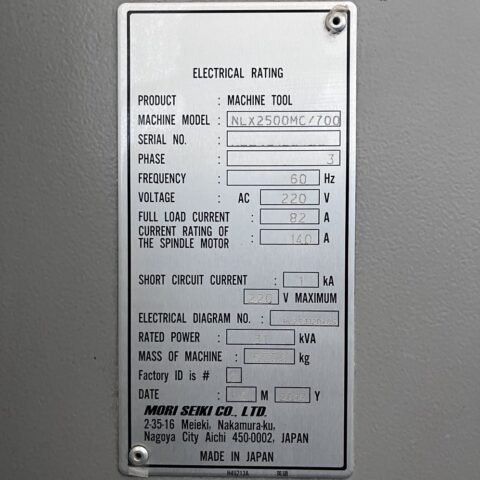 ELECTRICAL RATING
PRODUCT : MACHINE TOOL
MACHINE MODEL : NLX2500MC/700
SERIAL NO. :
PHASE : 3
FREQUENCY : 60 Hz
VOLTAGE : AC 220 V
FULL LOAD CURRENT : 82 A
CURRENT RATING OF
THE SPINDLE MOTOR : 140 A
SHORT CIRCUIT CURRENT : 1 kA
220 V MAXIMUM
ELECTRICAL DIAGRAM NO. :
RATED POWER : 31 kVA
MASS OF MACHINE : kg
Factory ID is #
DATE : M Y
MORI SEIKI CO., LTD.
2-35-16 Meieki, Nakamura-ku,
Nagoya City Aichi 450-0002, JAPAN
MADE IN JAPAN